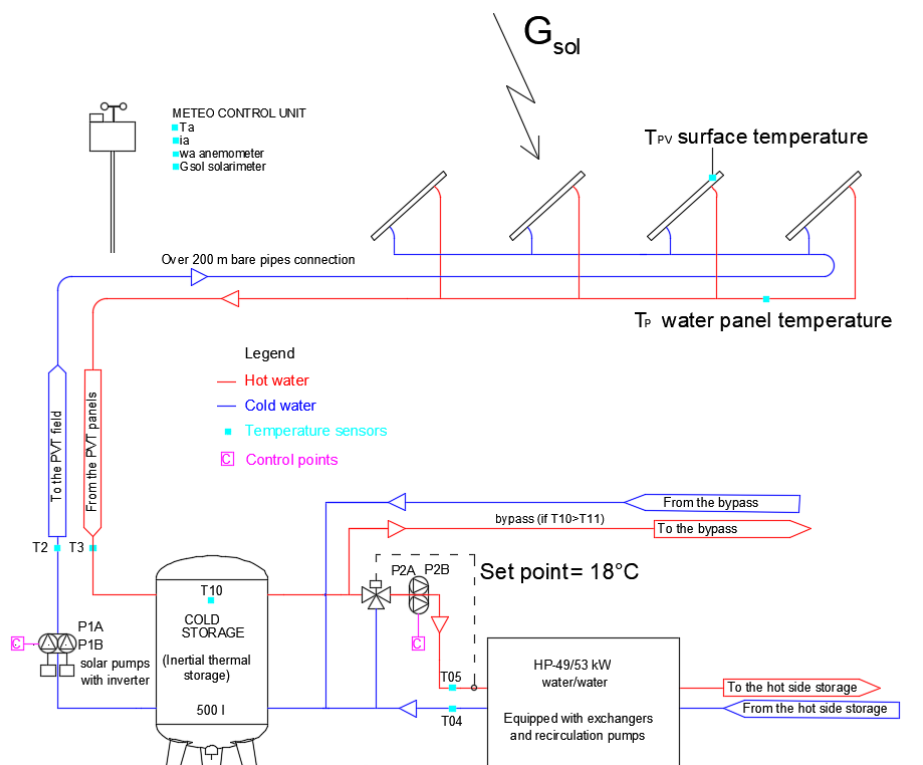 G sol
METEO CONTROL UNIT
Ta
ia
wa anemometer
Gsol solarimeter
TPV surface temperature
Over 200 m bare pipes connection
TP water panel temperature
Legend
Hot water
Cold water
Temperature sensors
C Control points
To the PVT field
From the PVT panels
From the bypass
bypass (if T10>T11)
To the bypass
T2
T3
T10
COLD
STORAGE
(Inertial thermal
storage)
500 l
P2A
P2B
Set point= 18°C
C
C
P1A
P1B
solar pumps
with inverter
T05
T04
HP-49/53 kW
water/water
Equipped with exchangers
and recirculation pumps
To the hot side storage
From the hot side storage